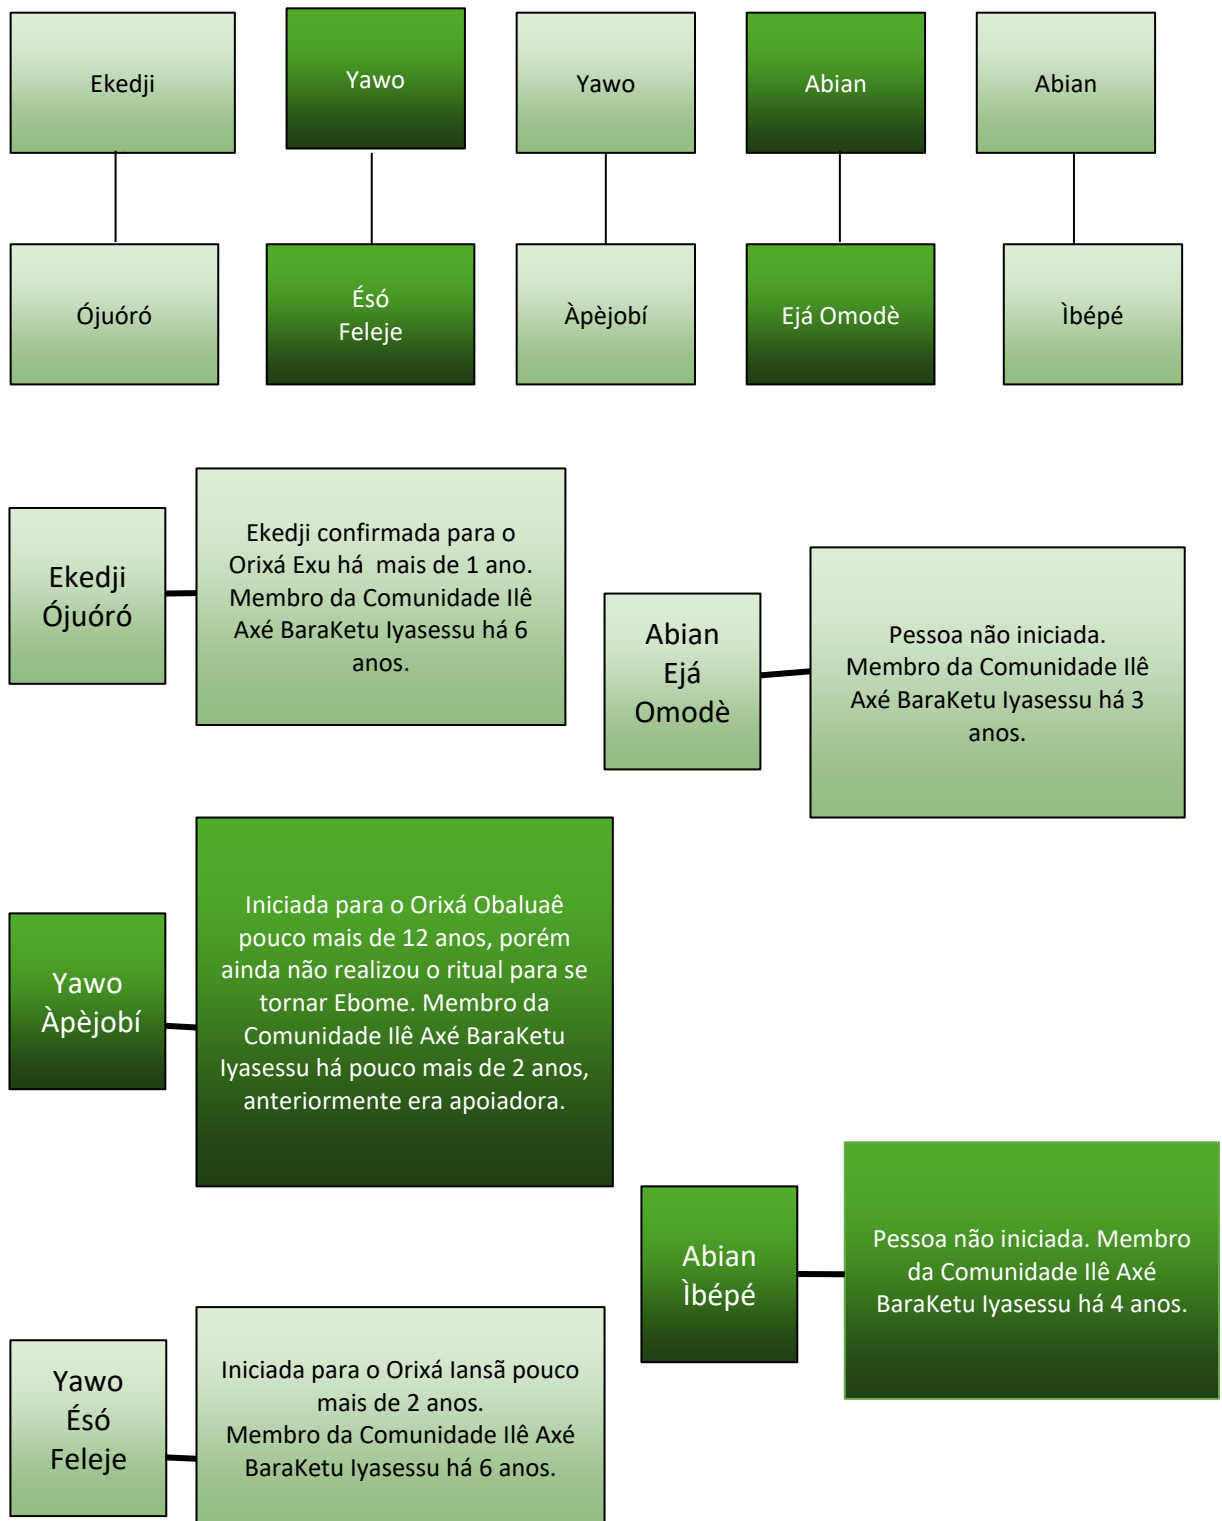 Ekedji
Yawo
Yawo
Abian
Abian
Ójuóró
Ésó
Feleje
Àpèjobí
Ejá Omodè
Ìbépé
Ekedji
Ójuóró
Ekedji confirmada para o
Orixá Exu há  mais de 1 ano.
Membro da Comunidade Ilê
Axé BaraKetu Iyasessu há 6
anos.
Abian
Ejá
Omodè
Pessoa não iniciada.
Membro da Comunidade Ilê
Axé BaraKetu Iyasessu há 3
anos.
Yawo
Àpèjobí
Iniciada para o Orixá Obaluaê
pouco mais de 12 anos, porém
ainda não realizou o ritual para se
tornar Ebome. Membro da
Comunidade Ilê Axé BaraKetu
Iyasessu há pouco mais de 2 anos,
anteriormente era apoiadora.
Abian
Ìbépé
Pessoa não iniciada. Membro
da Comunidade Ilê Axé
BaraKetu Iyasessu há 4 anos.
Yawo
Ésó
Feleje
Iniciada para o Orixá Iansã pouco
mais de 2 anos.
Membro da Comunidade Ilê Axé
BaraKetu Iyasessu há 6 anos.